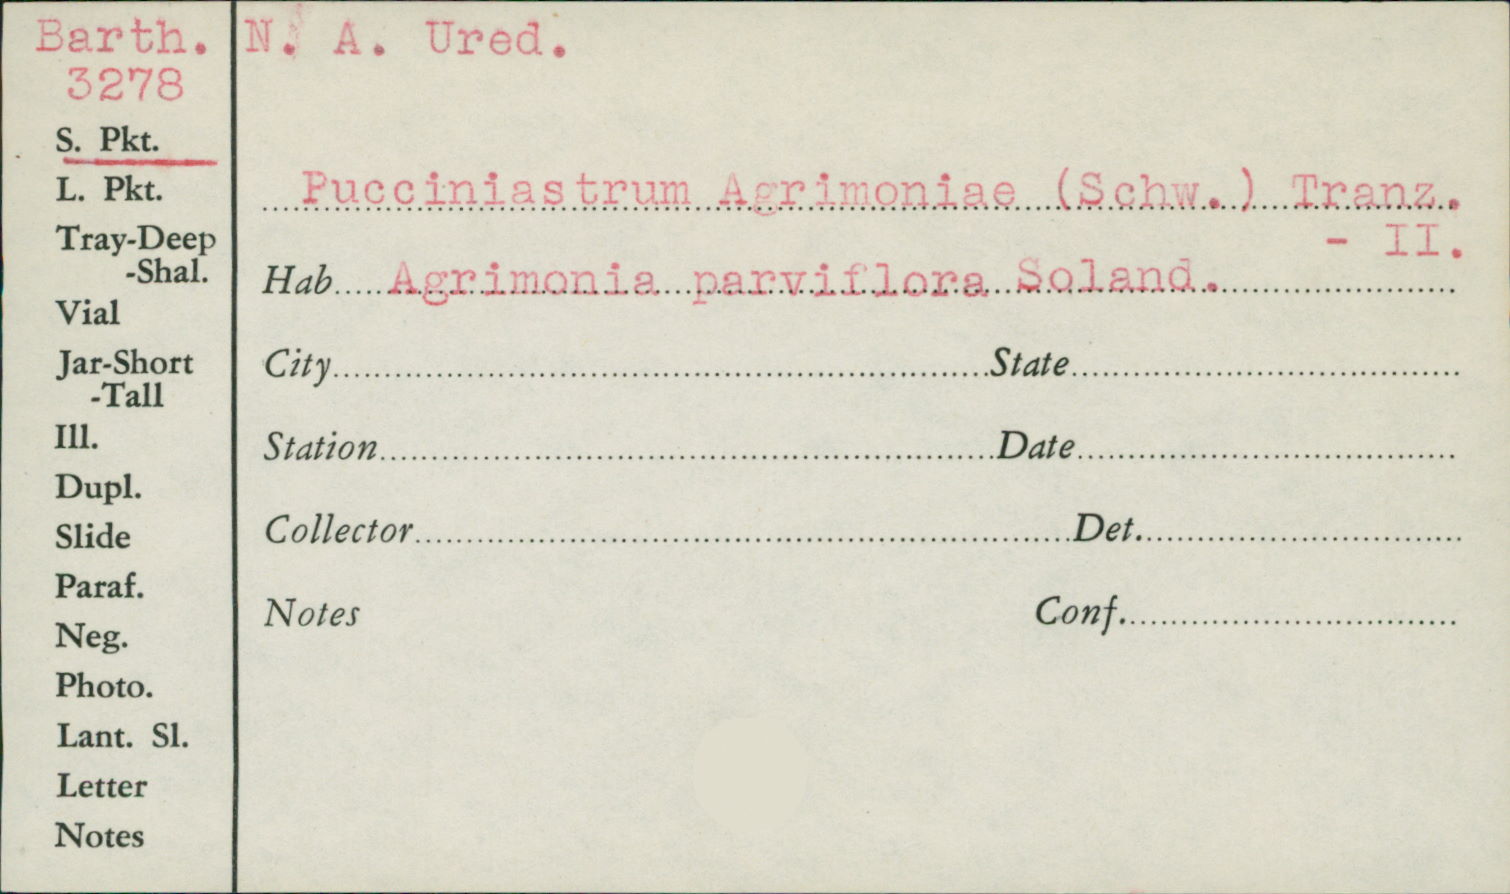 Barth. N. A. Ured.
3278
S. Pkt.
L. Pkt.
Tray-Deep
-Shal.
Vial
Jar-Short
-Tall
Ill.
Dupl.
Slide
Paraf.
Neg.
Photo.
Lant. Sl.
Letter
Notes
Pucciniastrum Agrimoniae (Schw.) Tranz.
- II.
Hab Agrimonia parviflora Soland.
City State
Station Date
Collector Det.
Notes Conf.